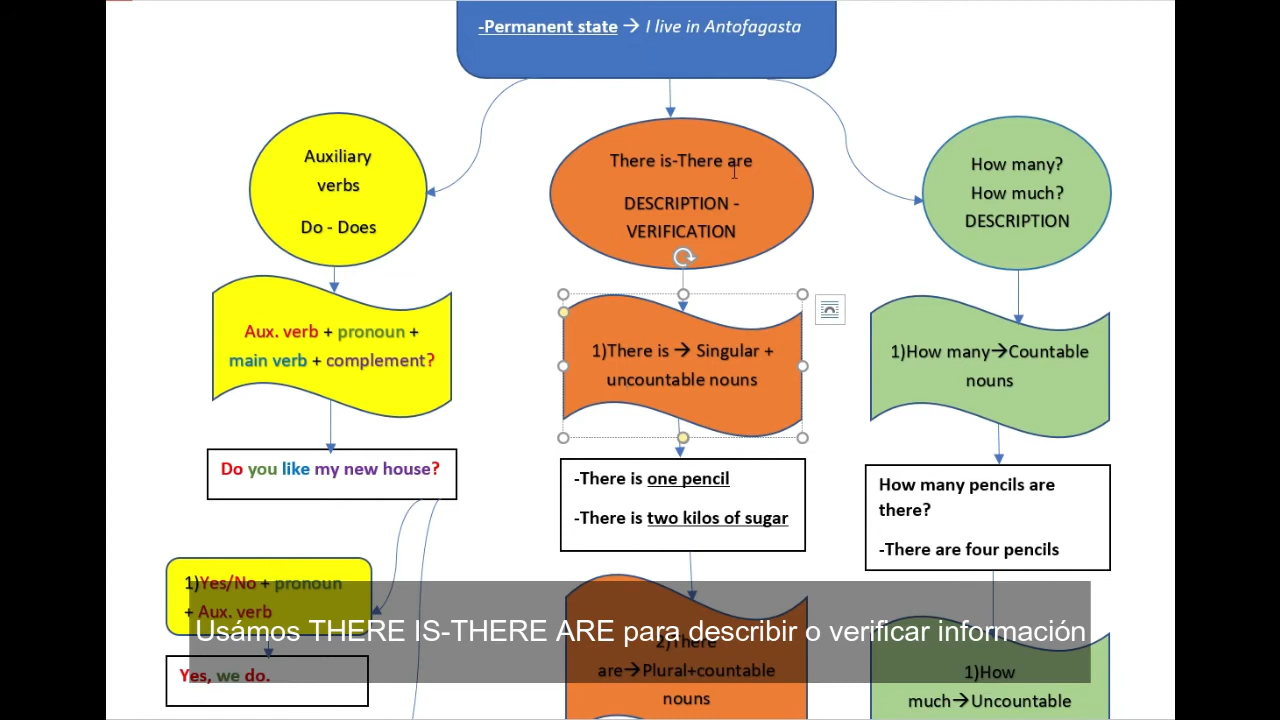 -Permanent state → I live in Antofagasta
Auxiliary
verbs
Do - Does
There is-There are
DESCRIPTION -
VERIFICATION
How many?
How much?
DESCRIPTION
Aux. verb + pronoun +
main verb + complement?
1)There is → Singular +
uncountable nouns
1)How many→Countable
nouns
Do you like my new house?
-There is one pencil
-There is two kilos of sugar
How many pencils are
there?
-There are four pencils
1)Yes/No + pronoun
+ Aux. verb
Yes, we do.
2)There
are→Plural+countable
nouns
1)How
much→Uncountable
Usámos THERE IS-THERE ARE para describir o verificar información